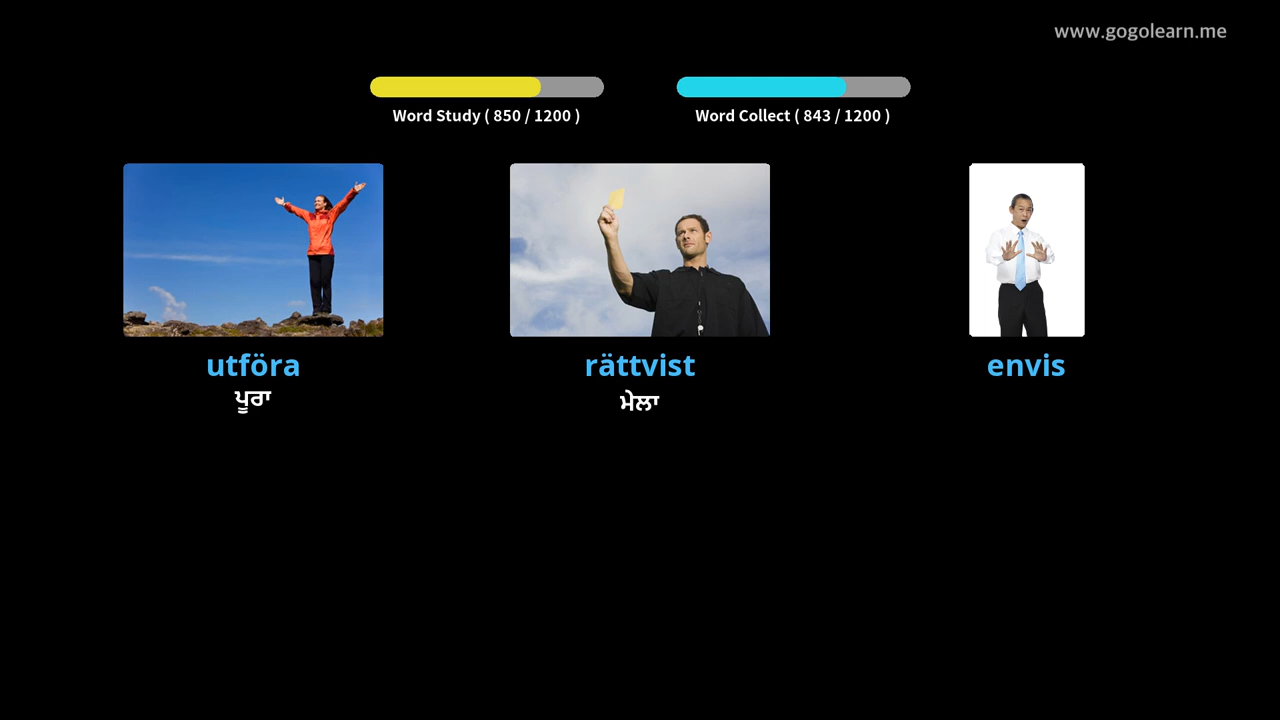 www.gogolearn.me
Word Study ( 850 / 1200 )
Word Collect ( 843 / 1200 )
utföra
ਪੂਰਾ
rättvist
ਮੇਲਾ
envis